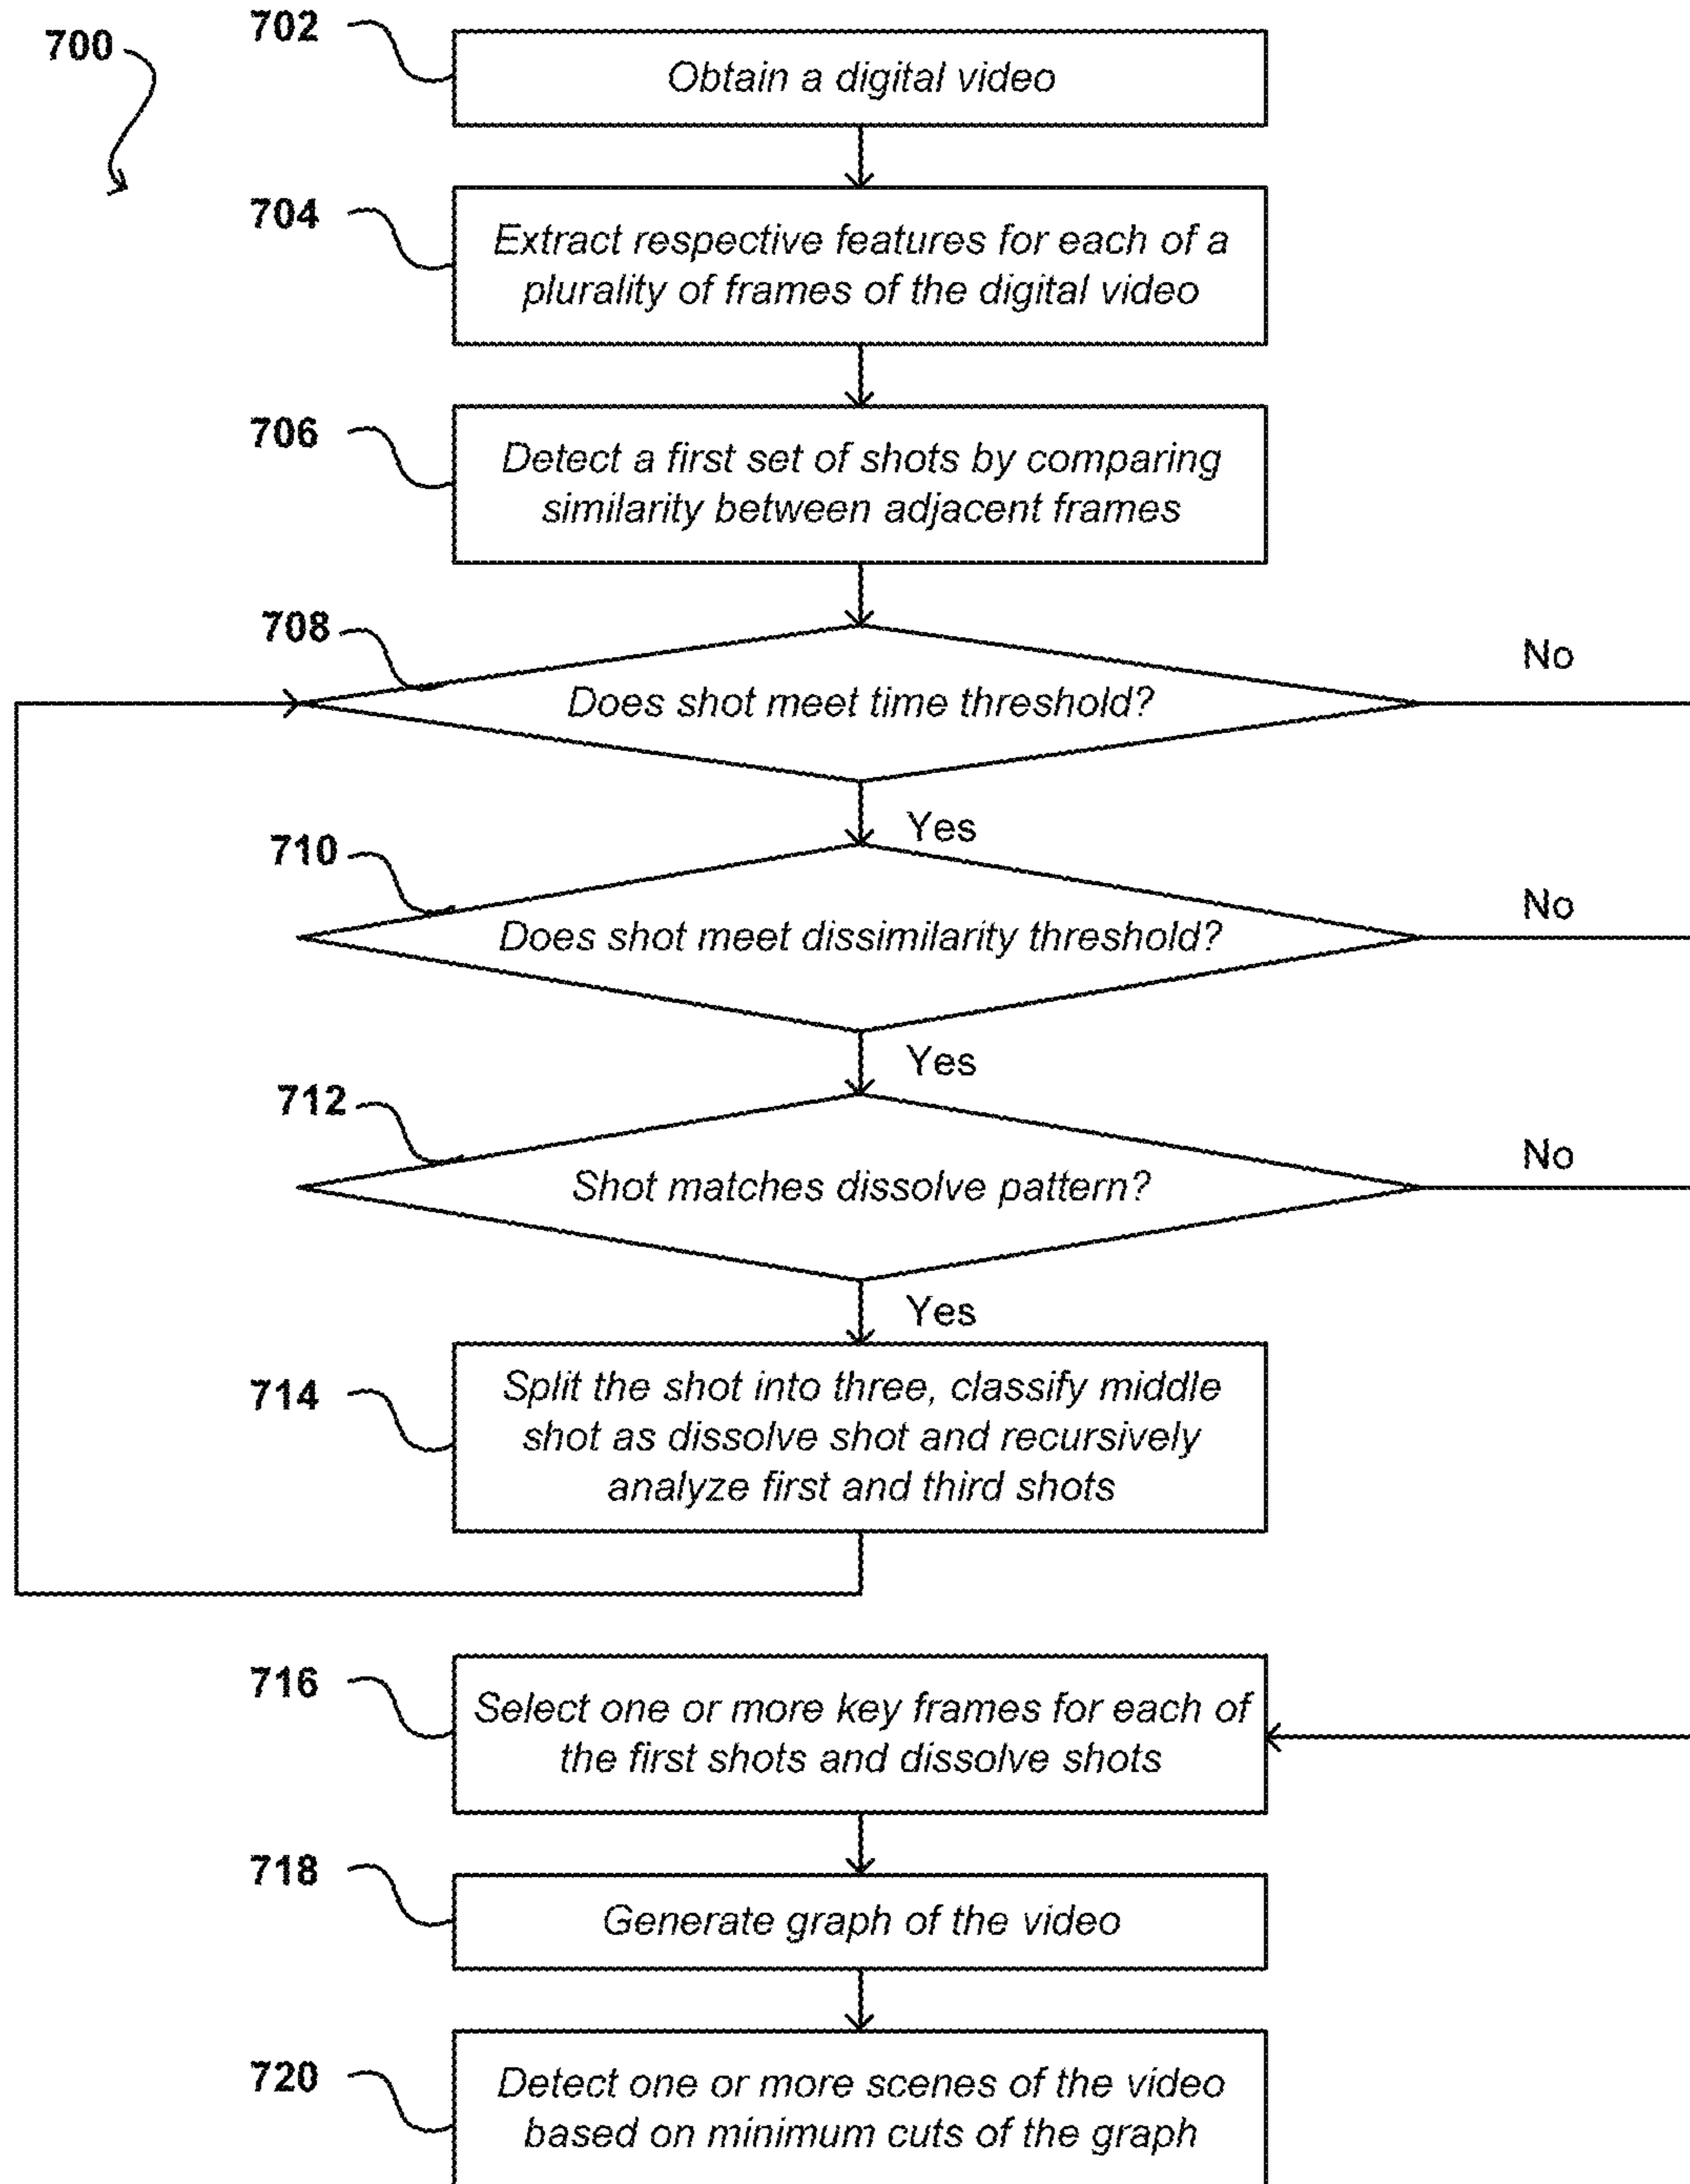 700
702
Obtain a digital video
704
Extract respective features for each of a
plurality of frames of the digital video
706
Detect a first set of shots by comparing
similarity between adjacent frames
708
Does shot meet time threshold?
No
Yes
710
Does shot meet dissimilarity threshold?
No
Yes
712
Shot matches dissolve pattern?
No
Yes
714
Split the shot into three, classify middle
shot as dissolve shot and recursively
analyze first and third shots
716
Select one or more key frames for each of
the first shots and dissolve shots
718
Generate graph of the video
720
Detect one or more scenes of the video
based on minimum cuts of the graph